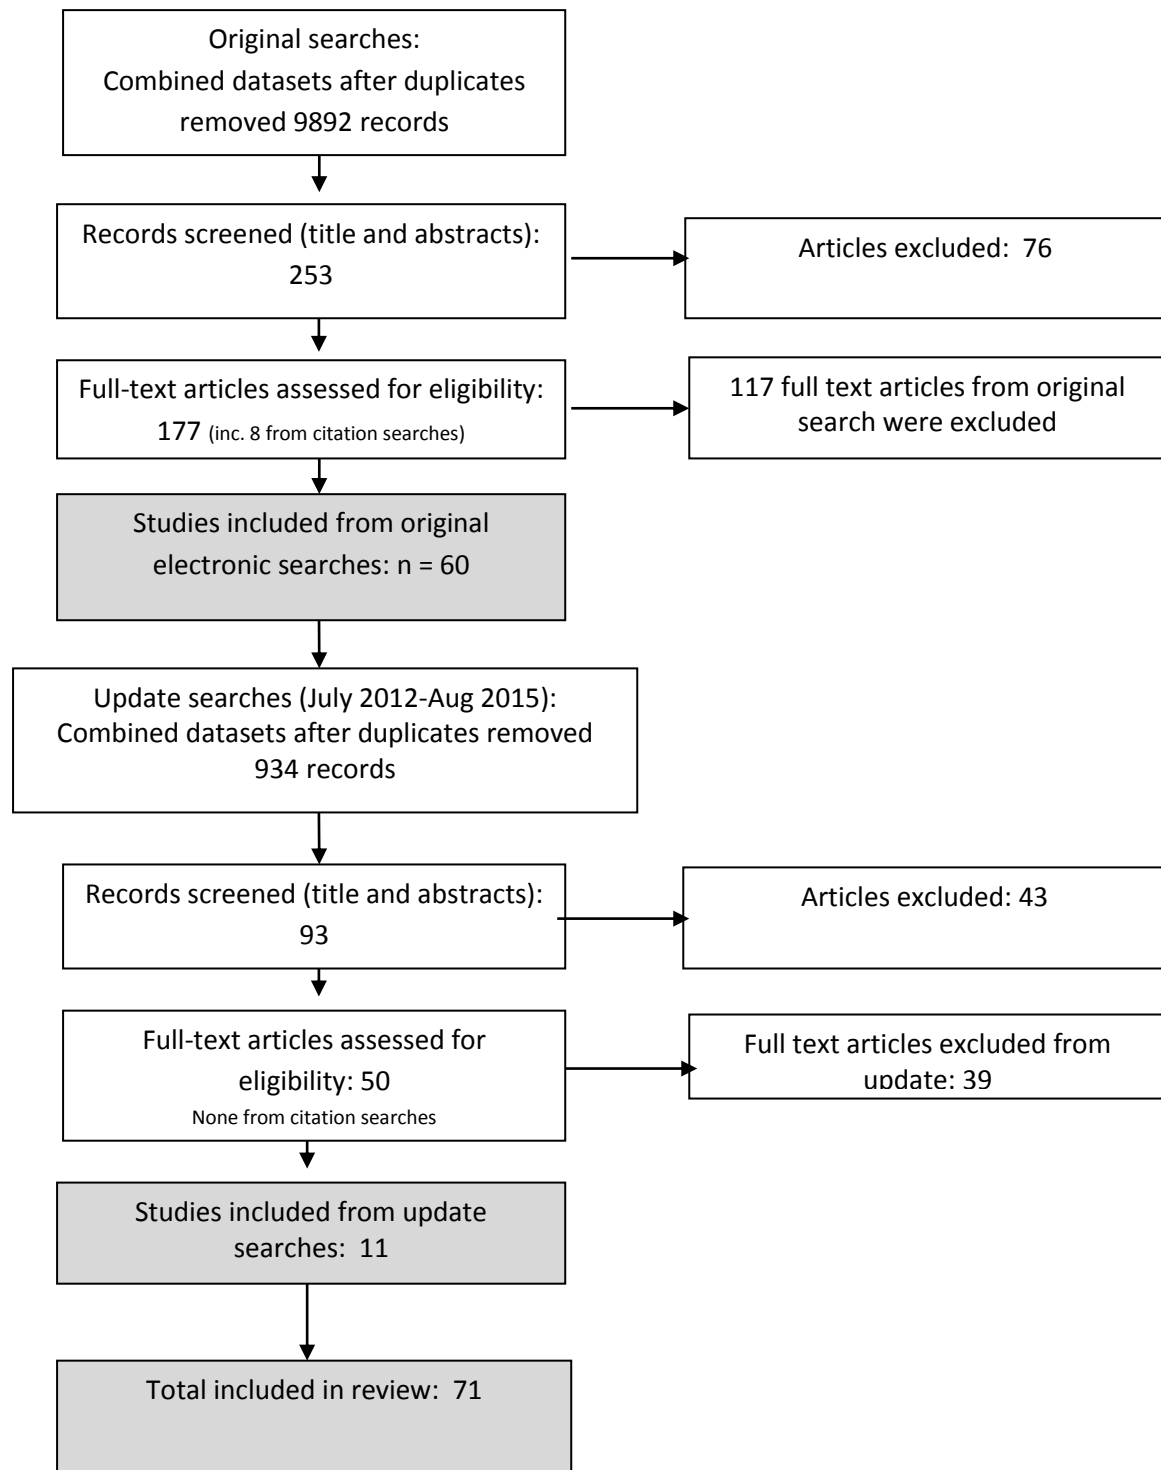 Original searches:
Combined datasets after duplicates
removed 9892 records
Records screened (title and abstracts):
253
Articles excluded: 76
Full-text articles assessed for eligibility:
177 (inc. 8 from citation searches)
117 full text articles from original
search were excluded
Studies included from original
electronic searches: n = 60
Update searches (July 2012-Aug 2015):
Combined datasets after duplicates removed
934 records
Records screened (title and abstracts):
93
Articles excluded: 43
Full-text articles assessed for
eligibility: 50
None from citation searches
Full text articles excluded from
update: 39
Studies included from update
searches: 11
Total included in review: 71